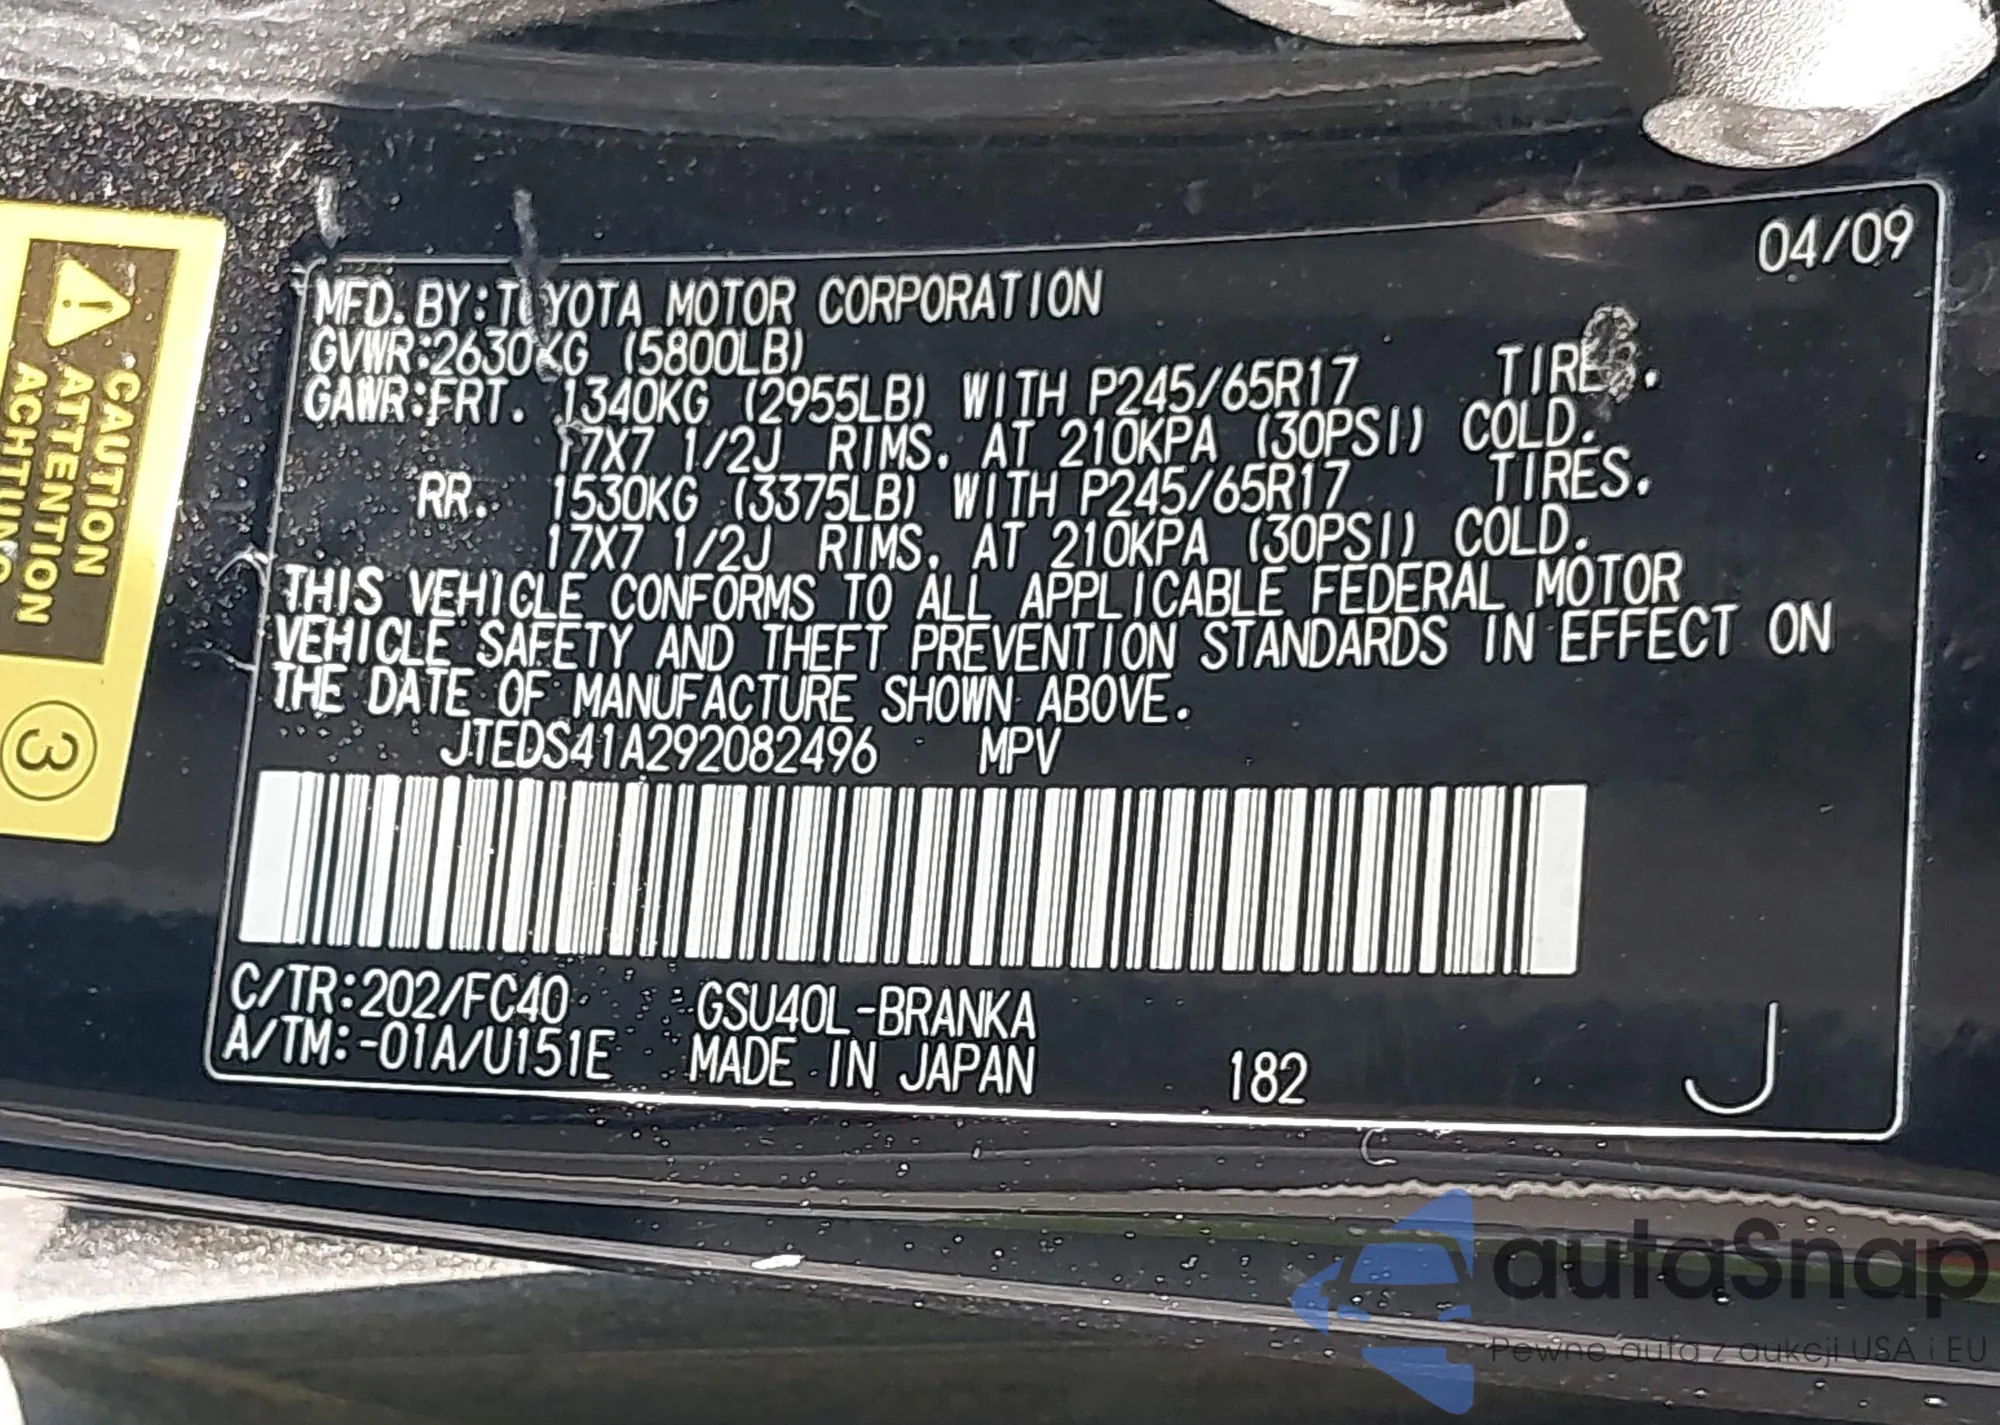 04/09
MFD. BY: TOYOTA MOTOR CORPORATION
GVWR: 2630KG (5800LB)
GAWR: FRT. 1340KG (2955LB) WITH P245/65R17 TIRES.
17X7 1/2J RIMS, AT 210KPA (30PSI) COLD.
RR. 1530KG (3375LB) WITH P245/65R17 TIRES.
17X7 1/2J RIMS, AT 210KPA (30PSI) COLD.
THIS VEHICLE CONFORMS TO ALL APPLICABLE FEDERAL MOTOR
VEHICLE SAFETY AND THEFT PREVENTION STANDARDS IN EFFECT ON
THE DATE OF MANUFACTURE SHOWN ABOVE.
JTEDS41A292082496 MPV
C/TR:202/FC40 GSU40L-BRANKA
A/TM:-01A/U151E MADE IN JAPAN 182 J
CAUTION
ATTENTION
ACHTUNG
3
autaSnap
Pewne auta z aukcji USA i EU